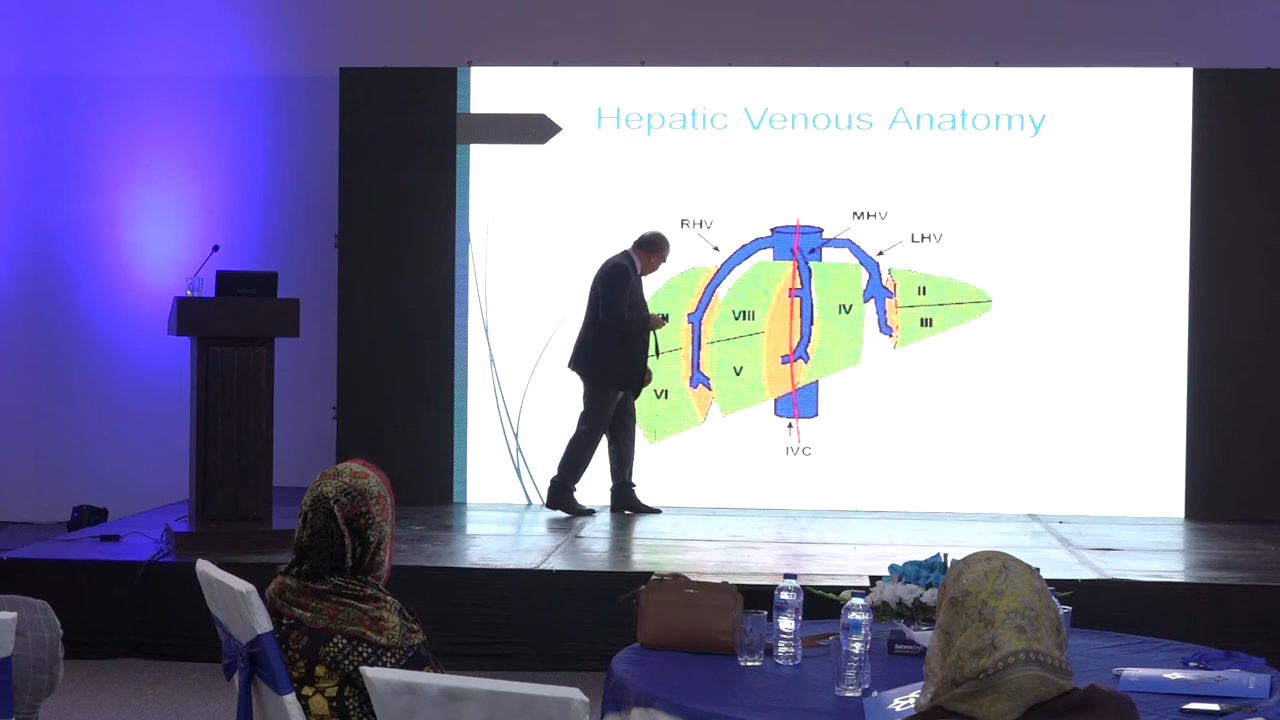 Hepatic Venous Anatomy
MHV
RHV
LHV
II
VIII
IV
III
V
VI
IVC